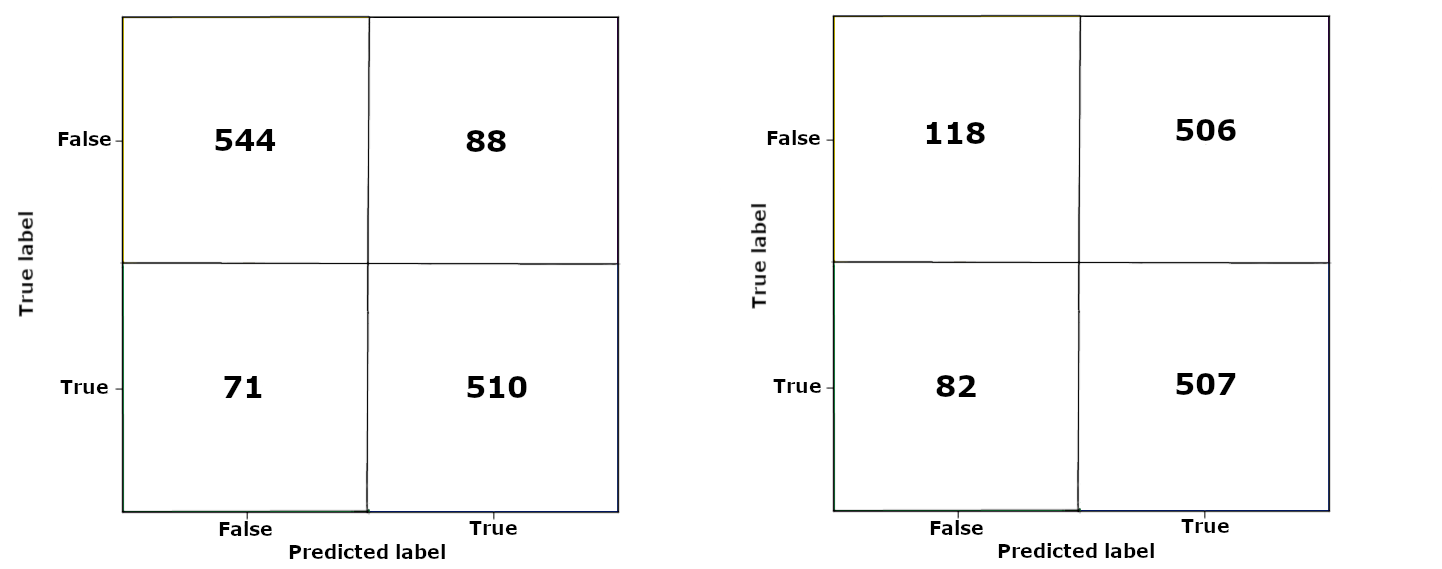 False 544 88
True label
True 71 510
False True
Predicted label
False 118 506
True label
True 82 507
False True
Predicted label